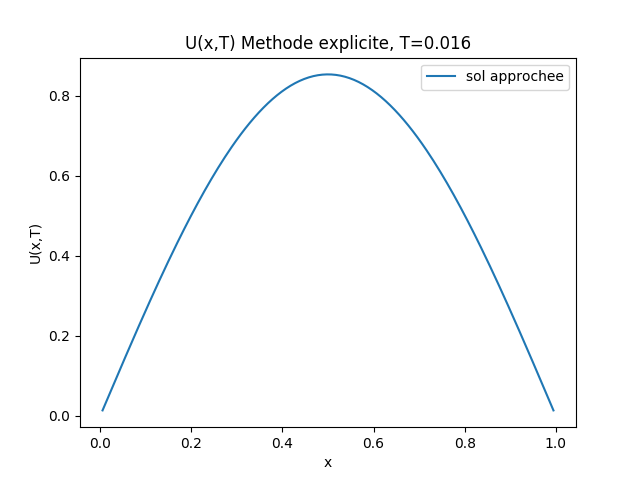 U(x,T) Methode explicite, T=0.016
sol approchee
0.8
0.6
0.4
0.2
0.0
U(x,T)
0.0 0.2 0.4 0.6 0.8 1.0
x